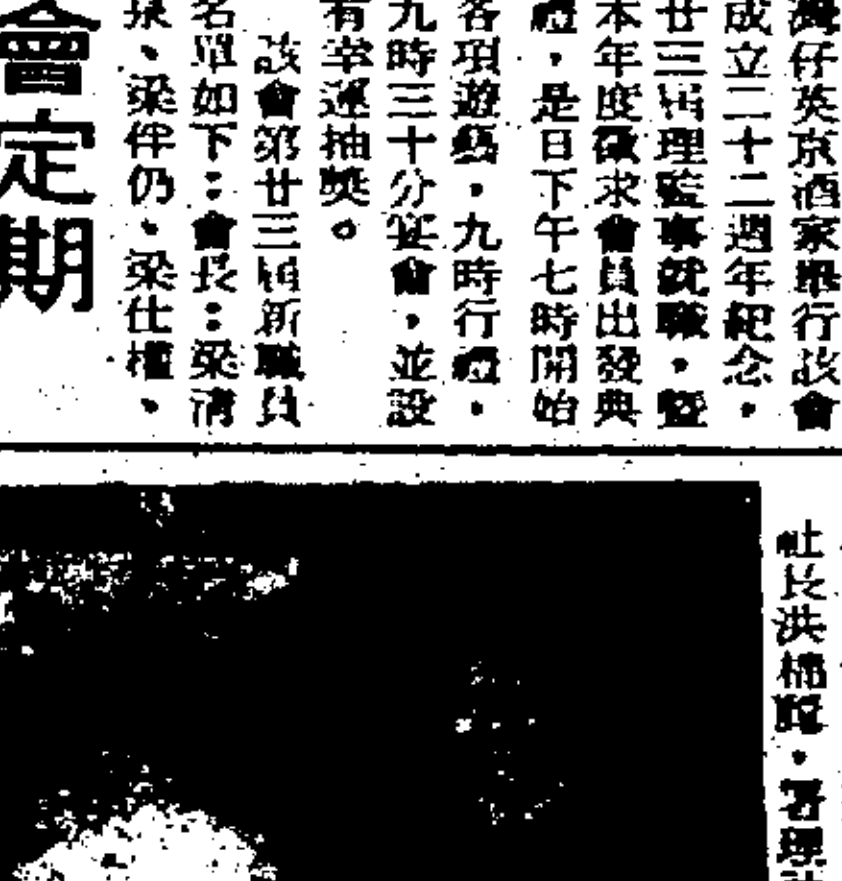 灣仔英京酒家舉行該會
成立二十二週年紀念，
廿三屆理監事就職，暨
本年度徵求會員出發典
禮，是日下午七時開始
各項遊藝，九時行禮，
九時三十分宴會，並設
有幸運抽獎。
該會第廿三屆新職員
名單如下：會長：梁清
泉、梁伴仍、梁仕權、
會定期
社長洪棉，署理